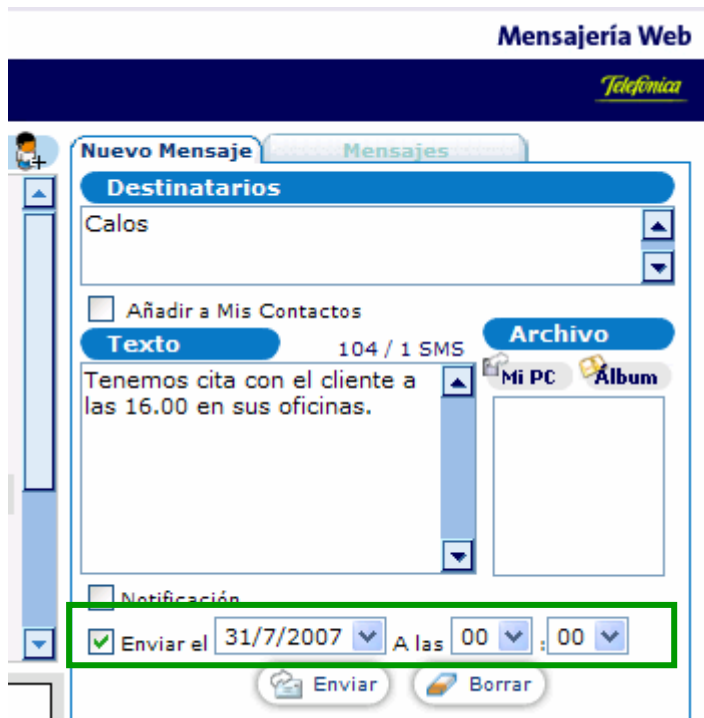 Mensajería Web
Telefónica
Nuevo Mensaje Mensajes
Destinatarios
Calos
Añadir a Mis Contactos
Texto 104 / 1 SMS Archivo
Mi PC Álbum
Tenemos cita con el cliente a
las 16.00 en sus oficinas.
Notificación
Enviar el 31/7/2007 A las 00 : 00
Enviar Borrar